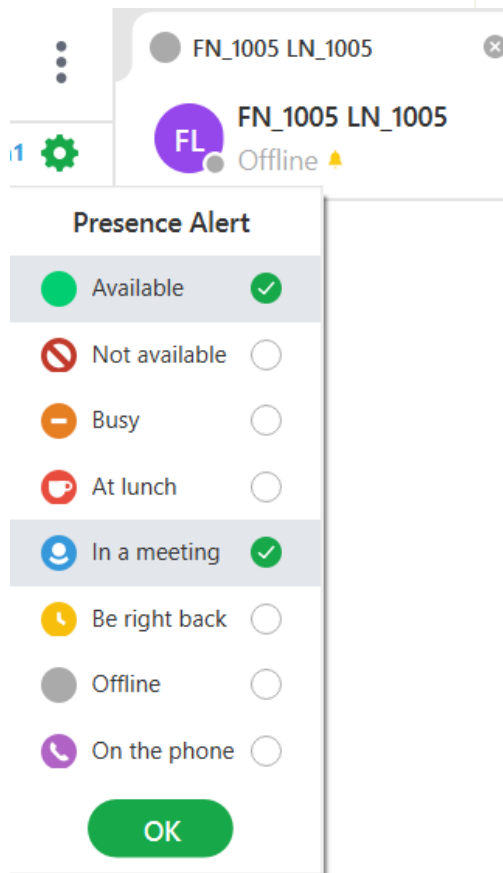 FN_1005 LN_1005
FL
FN_1005 LN_1005
Offline
1
Presence Alert
Available
Not available
Busy
At lunch
In a meeting
Be right back
Offline
On the phone
OK